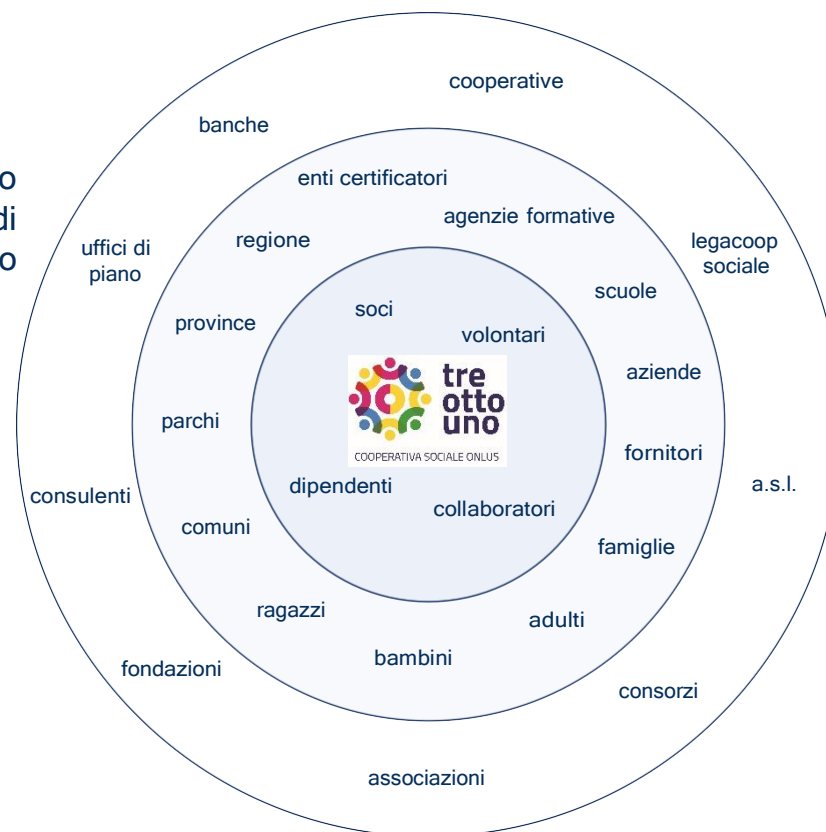 cooperative
banche
o
di
o
enti certificatori
agenzie formative
regione
uffici di
piano
legacoop
sociale
scuole
soci
province
volontari
tre
otto
uno
COOPERATIVA SOCIALE ONLUS
aziende
parchi
fornitori
a.s.l.
dipendenti
consulenti
collaboratori
comuni
famiglie
ragazzi
adulti
bambini
fondazioni
consorzi
associazioni